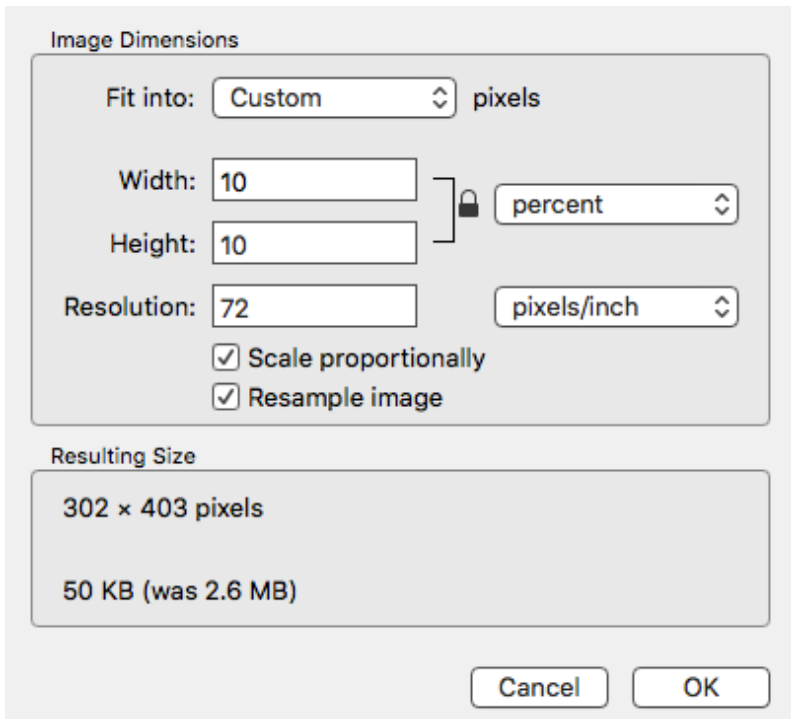 Image Dimensions
Fit into: Custom pixels
Width: 10
percent
Height: 10
Resolution: 72 pixels/inch
Scale proportionally
Resample image
Resulting Size
302 × 403 pixels
50 KB (was 2.6 MB)
Cancel OK